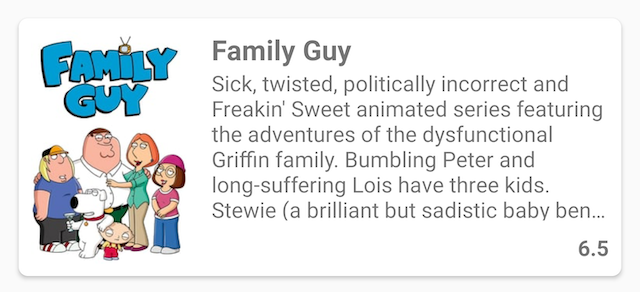 FAMILY
GUY
Family Guy
Sick, twisted, politically incorrect and
Freakin' Sweet animated series featuring
the adventures of the dysfunctional
Griffin family. Bumbling Peter and
long-suffering Lois have three kids.
Stewie (a brilliant but sadistic baby ben...
6.5